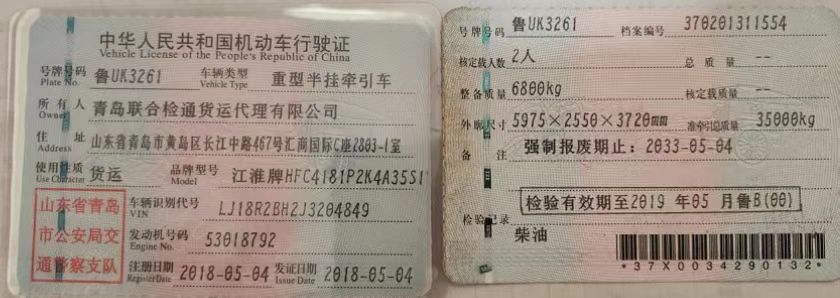 中华人民共和国机动车行驶证
Vehicle License of the People's Republic of China
号牌号码 Plate No. 鲁UK3261 车辆类型 Vehicle Type 重型半挂牵引车
所有人 青岛联合检通货运代理有限公司
住址 Address 山东省青岛市黄岛区长江中路467号汇商国际C座2803-1室
使用性质 Use Character 货运 品牌型号 Model 江淮牌HFC4181P2K4A35S1
山东省青岛
市公安局交
通警察支队
车辆识别代号 VIN LJ18R2BH2J3204849
发动机号码 Engine No. 53018792
注册日期 Register Date 2018-05-04 发证日期 Issue Date 2018-05-04
号牌号码 鲁UK3261 档案编号 370201311554
核定载人数 2人 总质量 --
整备质量 6800kg 核定载质量 --
外廓尺寸 5975×2550×3720mm 准牵引总质量 35000kg
备注 强制报废期止：2033-05-04
检验有效期至2019年05月鲁B(00)
检验记录
柴油
*37X0034290132*